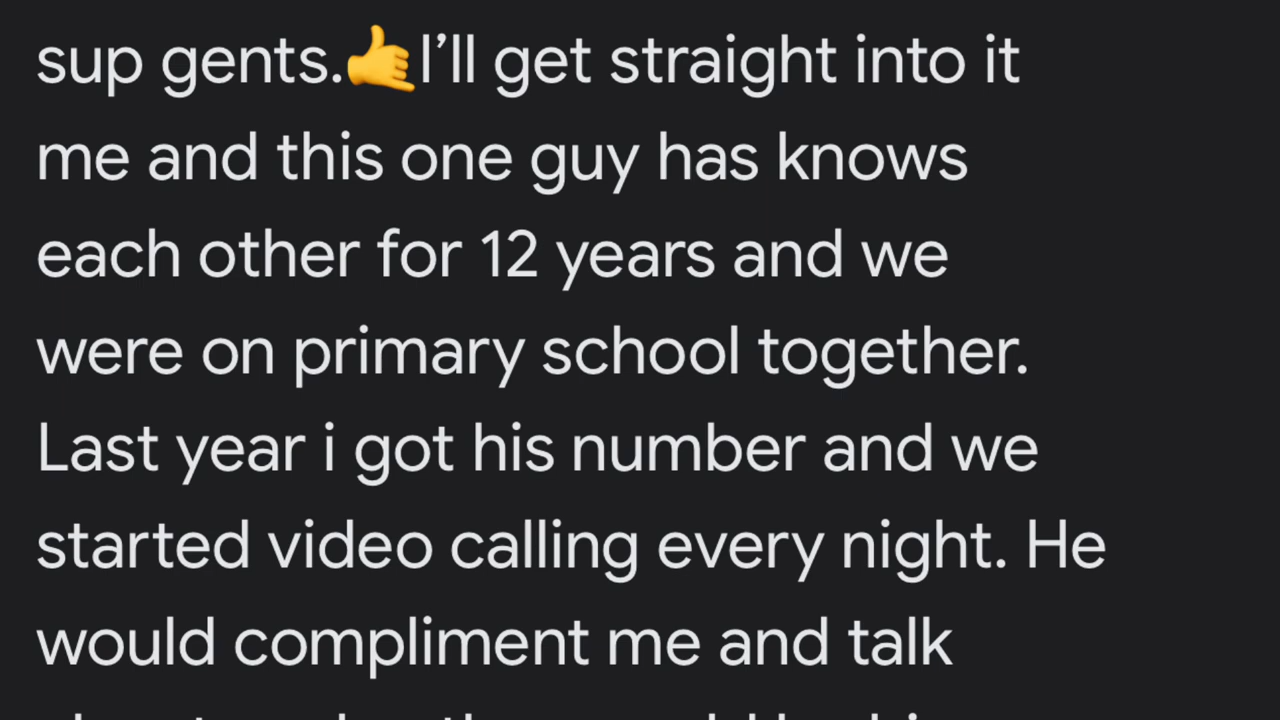 sup gents.🤙I’ll get straight into it
me and this one guy has knows
each other for 12 years and we
were on primary school together.
Last year i got his number and we
started video calling every night. He
would compliment me and talk